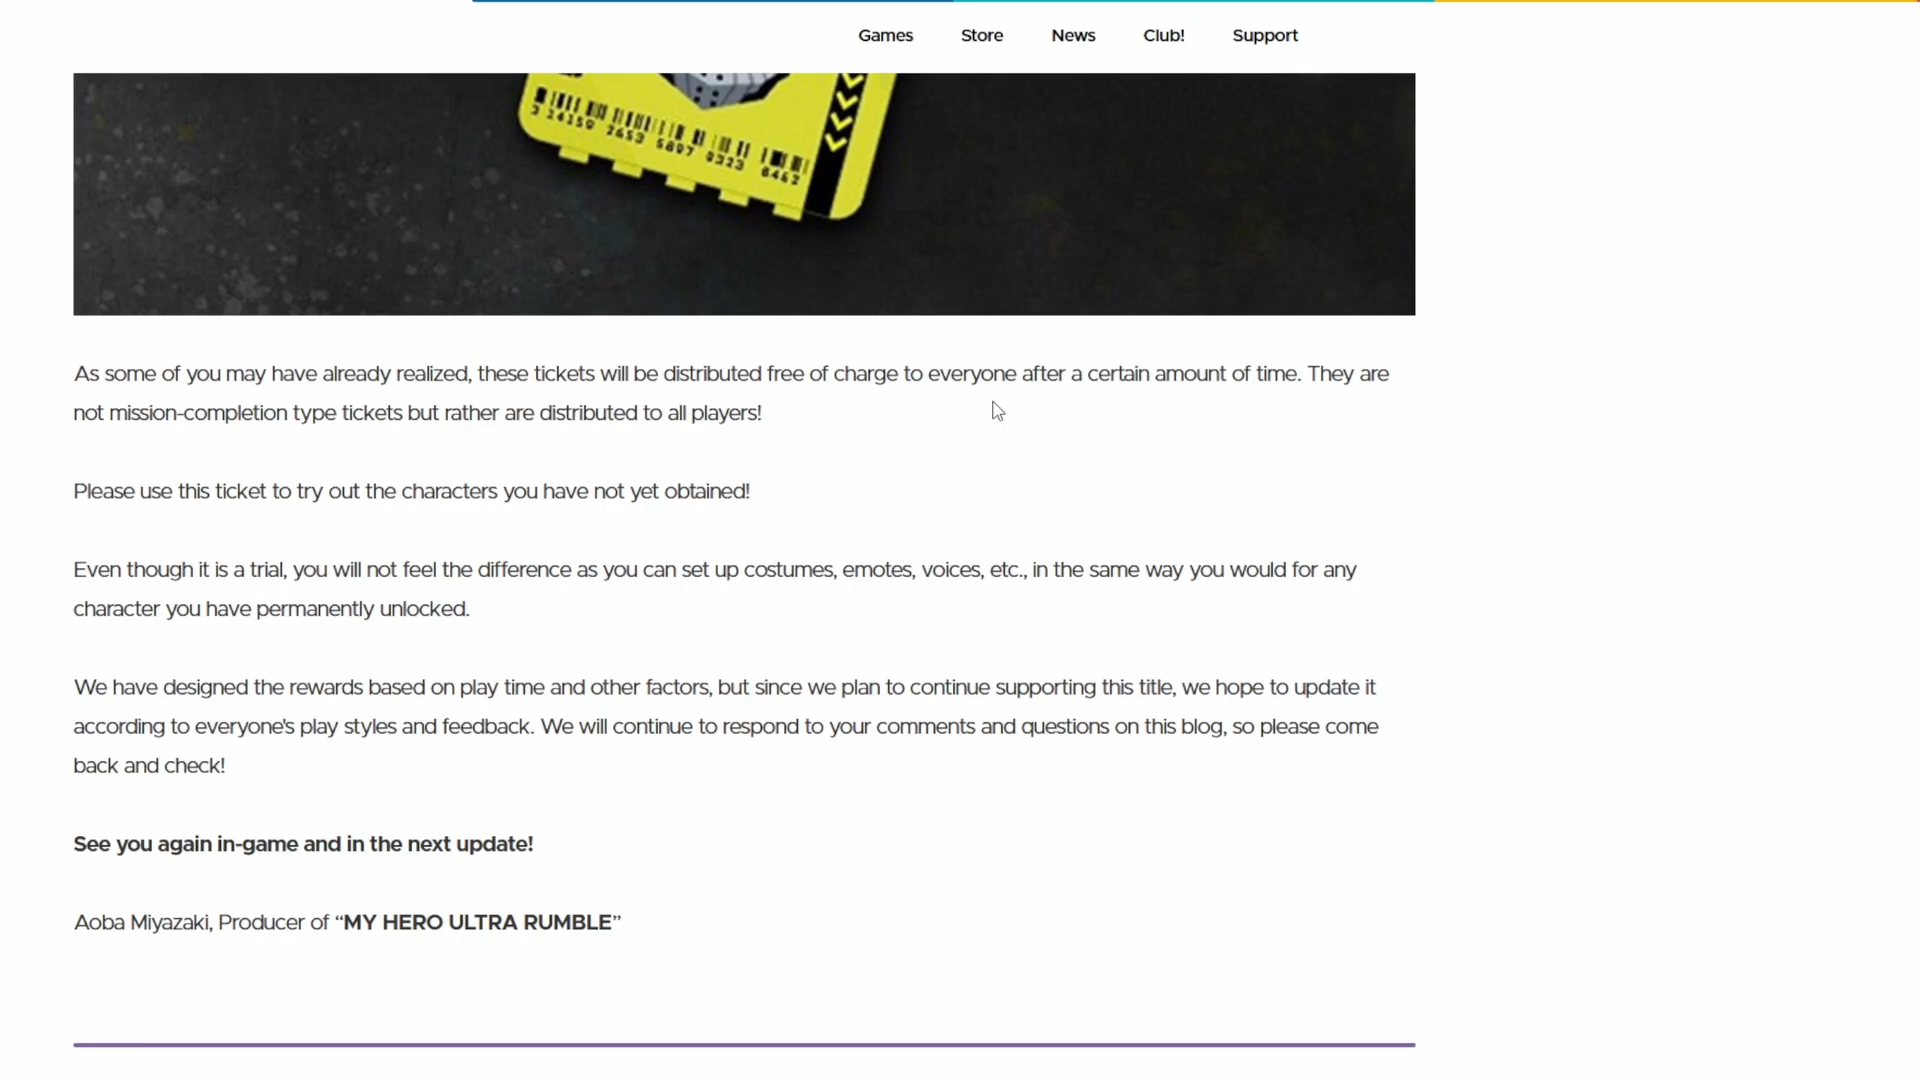 Games Store News Club! Support
3 14159 2653 5897 9323 8462
As some of you may have already realized, these tickets will be distributed free of charge to everyone after a certain amount of time. They are
not mission-completion type tickets but rather are distributed to all players!
Please use this ticket to try out the characters you have not yet obtained!
Even though it is a trial, you will not feel the difference as you can set up costumes, emotes, voices, etc., in the same way you would for any
character you have permanently unlocked.
We have designed the rewards based on play time and other factors, but since we plan to continue supporting this title, we hope to update it
according to everyone's play styles and feedback. We will continue to respond to your comments and questions on this blog, so please come
back and check!
See you again in-game and in the next update!
Aoba Miyazaki, Producer of “MY HERO ULTRA RUMBLE”